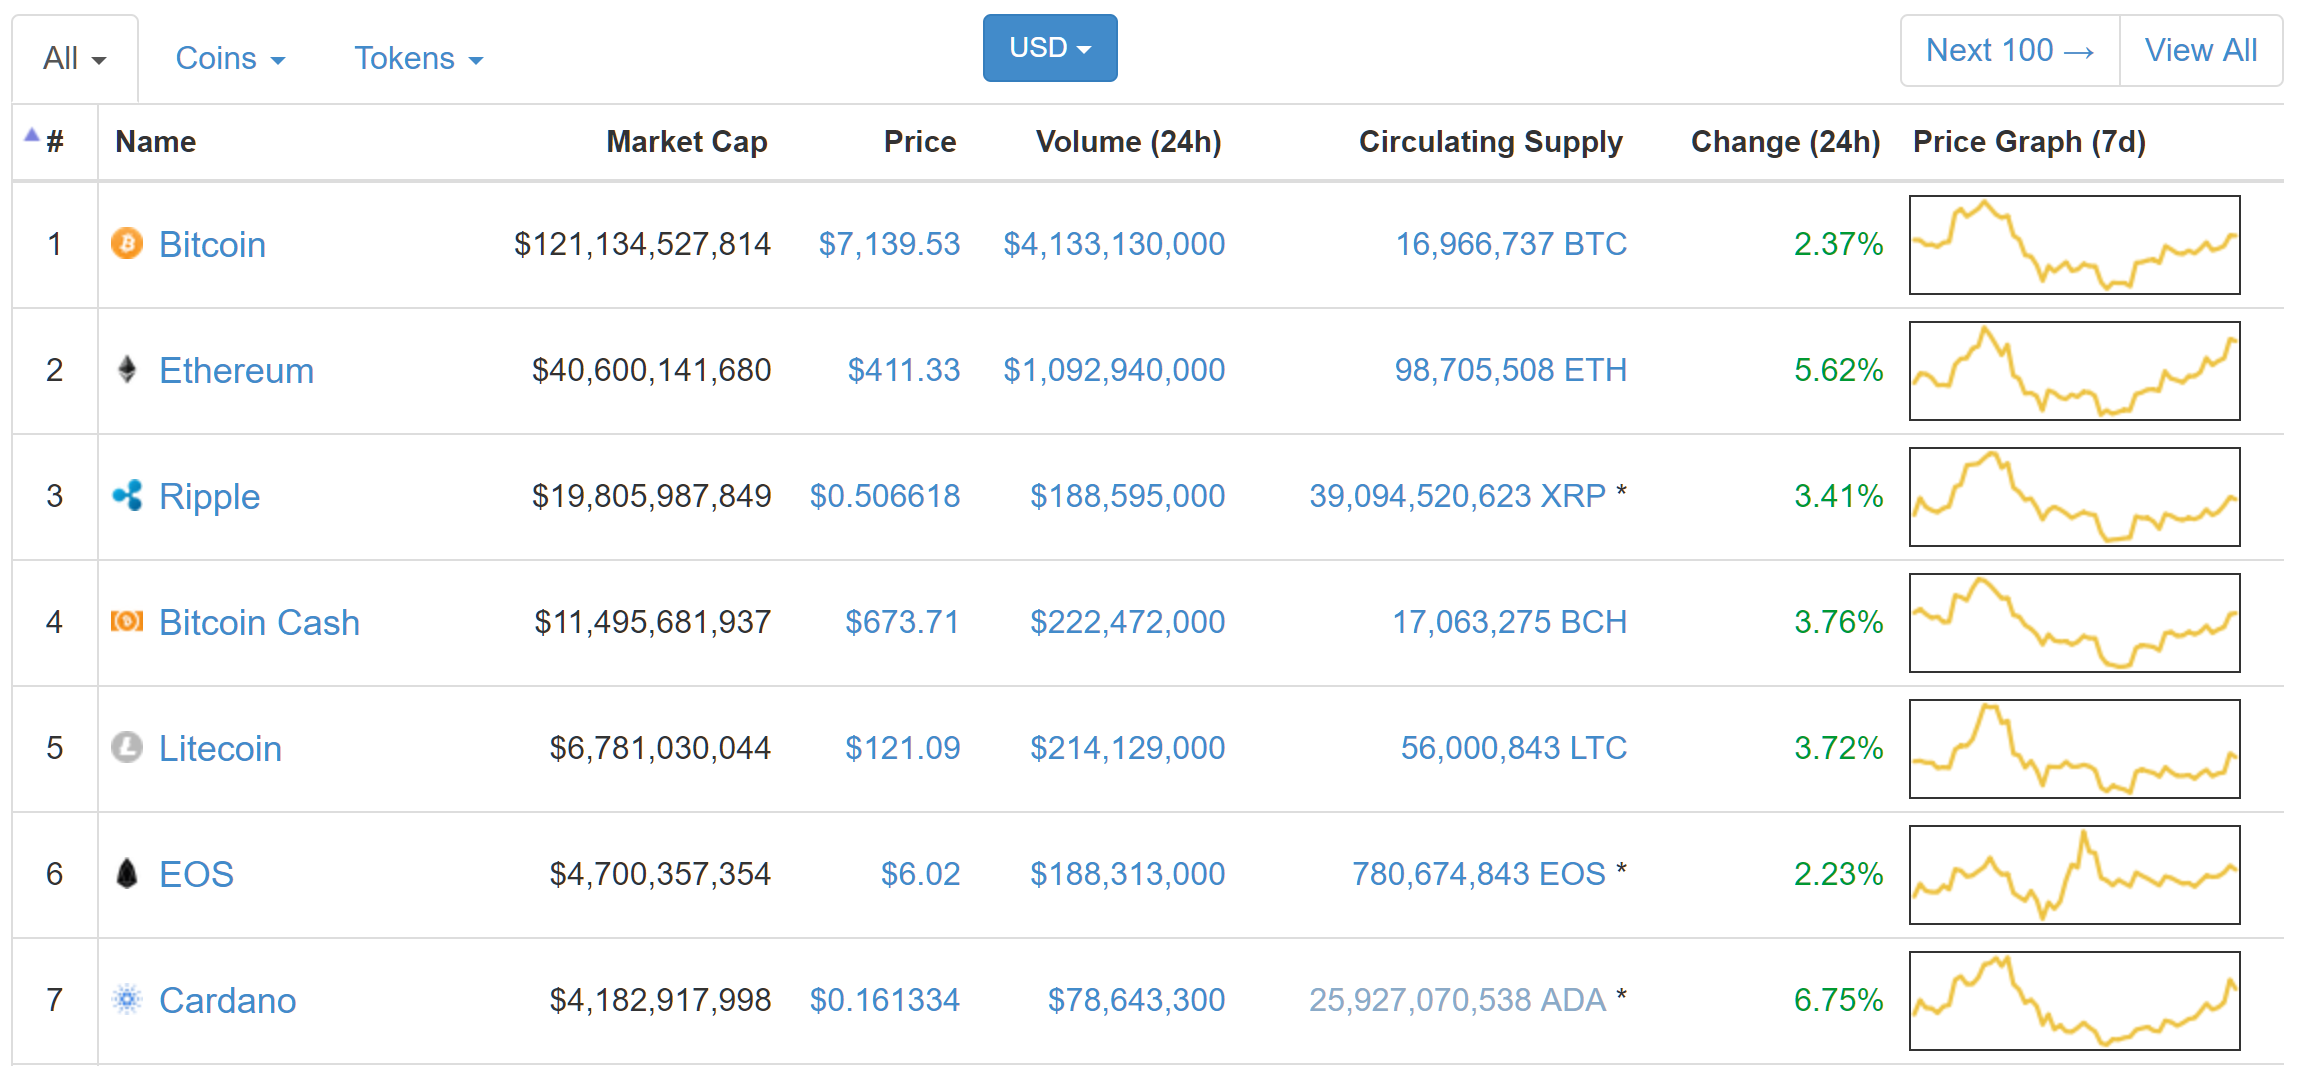 All Coins Tokens USD Next 100 → View All
# Name Market Cap Price Volume (24h) Circulating Supply Change (24h) Price Graph (7d)
1 Bitcoin $121,134,527,814 $7,139.53 $4,133,130,000 16,966,737 BTC 2.37%
2 Ethereum $40,600,141,680 $411.33 $1,092,940,000 98,705,508 ETH 5.62%
3 Ripple $19,805,987,849 $0.506618 $188,595,000 39,094,520,623 XRP * 3.41%
4 Bitcoin Cash $11,495,681,937 $673.71 $222,472,000 17,063,275 BCH 3.76%
5 Litecoin $6,781,030,044 $121.09 $214,129,000 56,000,843 LTC 3.72%
6 EOS $4,700,357,354 $6.02 $188,313,000 780,674,843 EOS * 2.23%
7 Cardano $4,182,917,998 $0.161334 $78,643,300 25,927,070,538 ADA * 6.75%